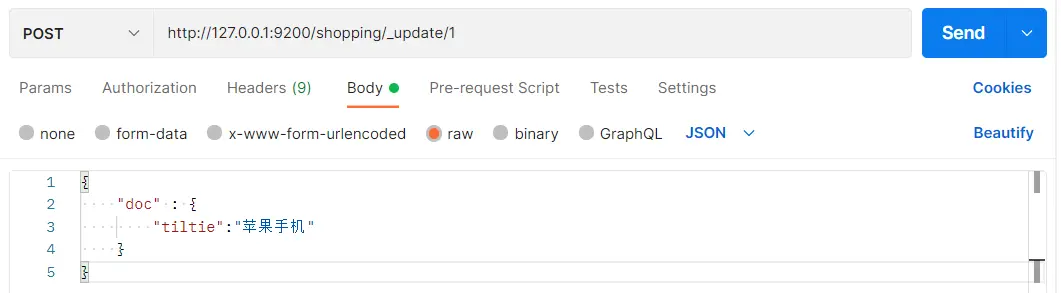 POST http://127.0.0.1:9200/shopping/_update/1 Send
Params Authorization Headers (9) Body Pre-request Script Tests Settings Cookies
none form-data x-www-form-urlencoded raw binary GraphQL JSON Beautify
1 {
2 "doc" : {
3 "tiltie":"苹果手机"
4 }
5 }